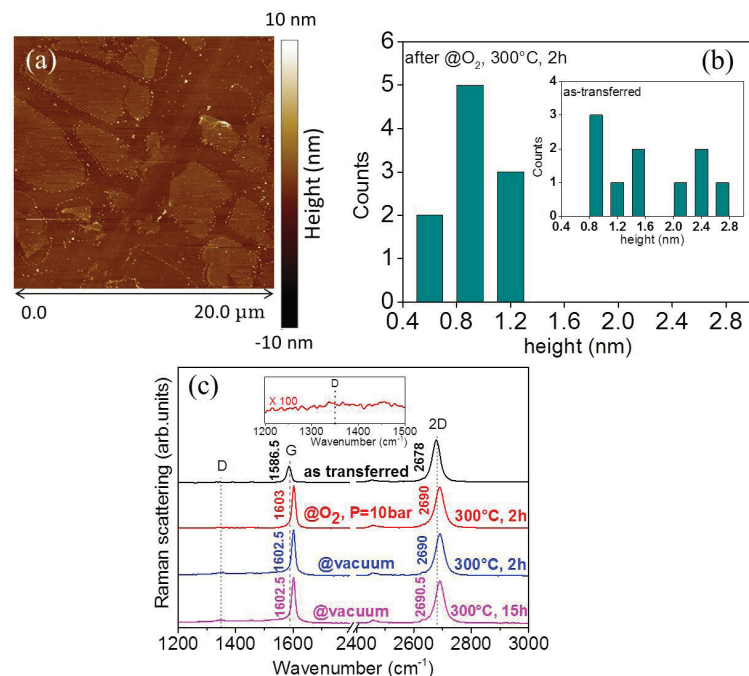 (a)
10 nm
Height (nm)
-10 nm
0.0
20.0 μm
(b)
after @O₂, 300°C, 2h
Counts
6
5
4
3
2
1
0
0.4 0.8 1.2 1.6 2.0 2.4 2.8
height (nm)
as-transferred
Counts
4
3
2
1
0
0.4 0.8 1.2 1.6 2.0 2.4 2.8
height (nm)
(c)
Raman scattering (arb.units)
D
X 100
1200 1300 1400 1500
Wavenumber (cm⁻¹)
D
G
2D
1586.5
as transferred
2678
1603
@O₂, P=10bar
2690
300°C, 2h
1602.5
@vacuum
2690
300°C, 2h
1602.5
@vacuum
2690.5
300°C, 15h
1200 1400 1600 2400 2600 2800 3000
Wavenumber (cm⁻¹)